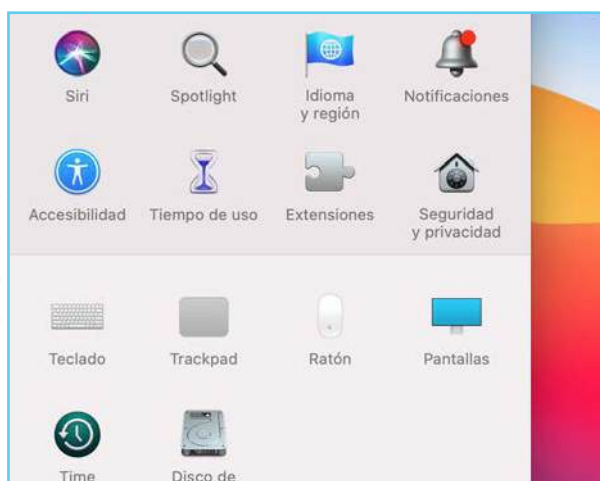 Siri Spotlight Idioma y región Notificaciones
Accesibilidad Tiempo de uso Extensiones Seguridad y privacidad
Teclado Trackpad Ratón Pantallas
Time Disco de